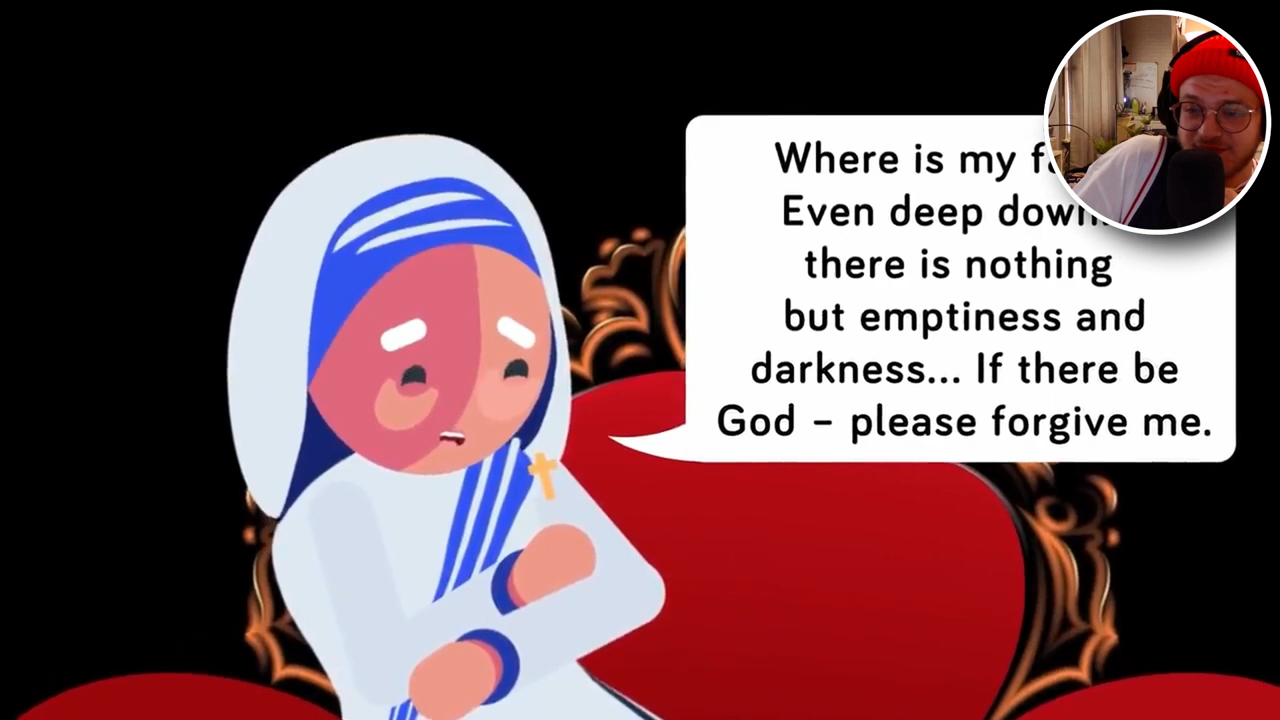 Where is my
Even deep down
there is nothing
but emptiness and
darkness... If there be
God – please forgive me.